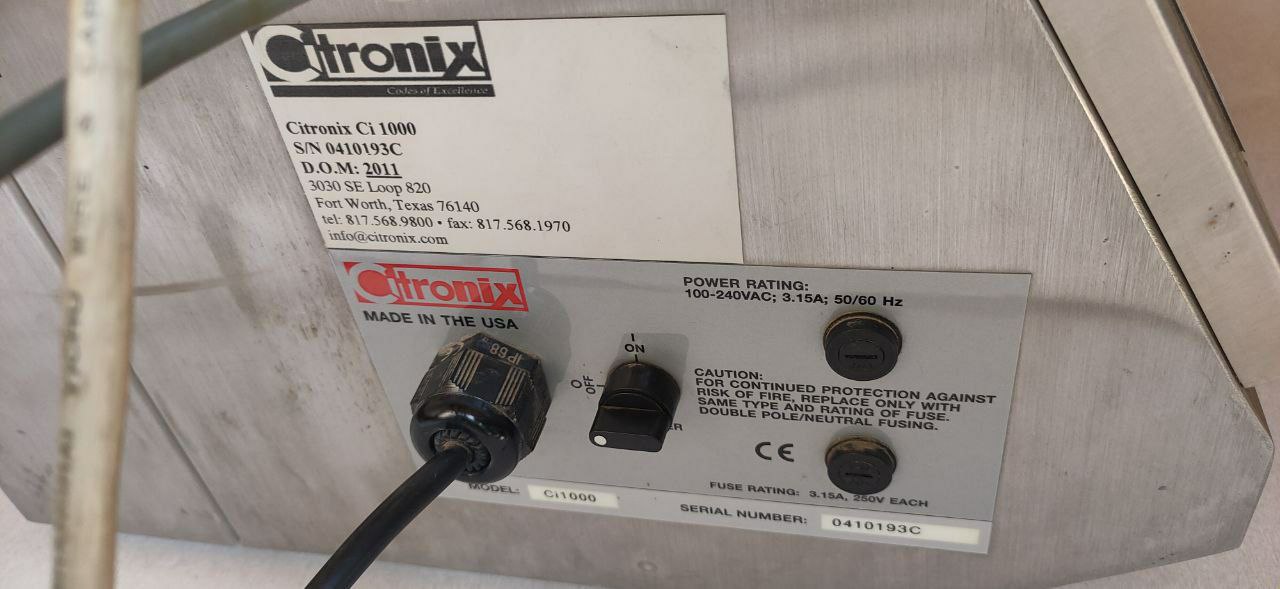 Citronix
Codes of Excellence
Citronix Ci 1000
S/N 0410193C
D.O.M: 2011
3030 SE Loop 820
Fort Worth, Texas 76140
tel: 817.568.9800 • fax: 817.568.1970
info@citronix.com
Citronix
MADE IN THE USA
IP68
POWER RATING:
100-240VAC; 3.15A; 50/60 Hz
I
ON
O
OFF
ER
CAUTION:
FOR CONTINUED PROTECTION AGAINST
RISK OF FIRE, REPLACE ONLY WITH
SAME TYPE AND RATING OF FUSE.
DOUBLE POLE/NEUTRAL FUSING.
CE
FUSE RATING: 3.15A, 250V EACH
MODEL: Ci1000
SERIAL NUMBER: 0410193C